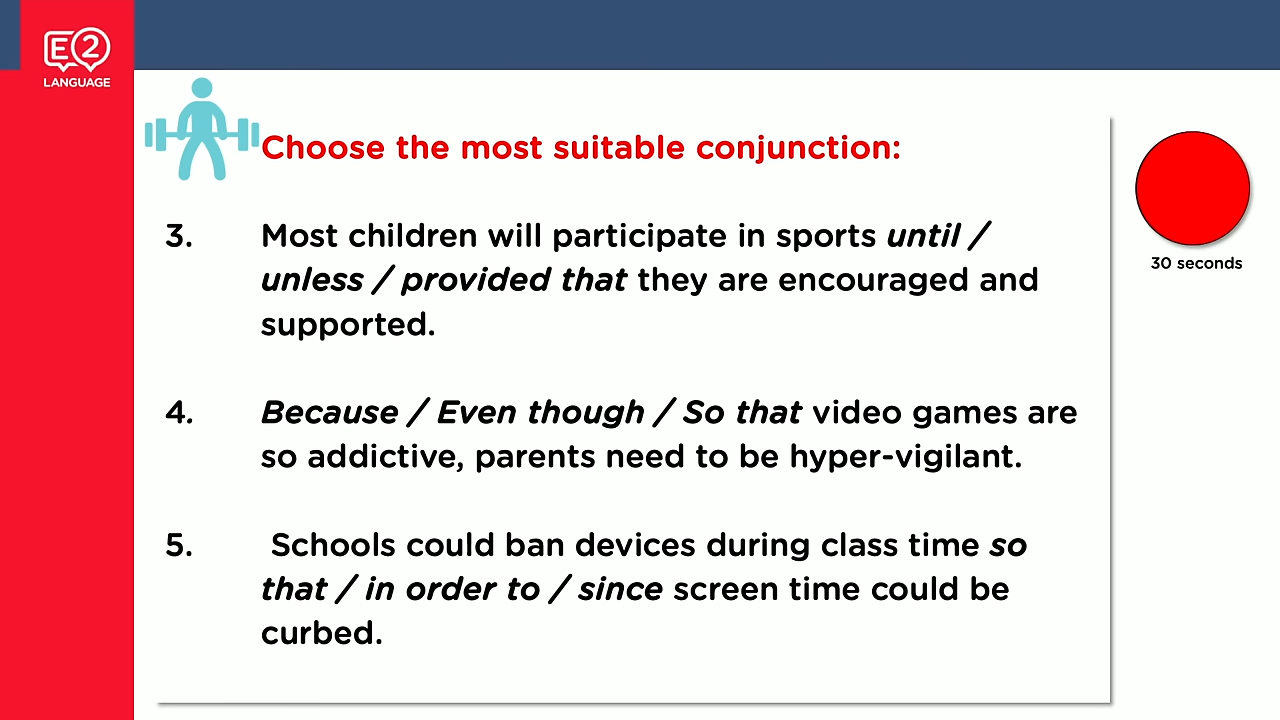 E2
LANGUAGE
Choose the most suitable conjunction:
30 seconds
3. Most children will participate in sports until /
unless / provided that they are encouraged and
supported.
4. Because / Even though / So that video games are
so addictive, parents need to be hyper-vigilant.
5. Schools could ban devices during class time so
that / in order to / since screen time could be
curbed.